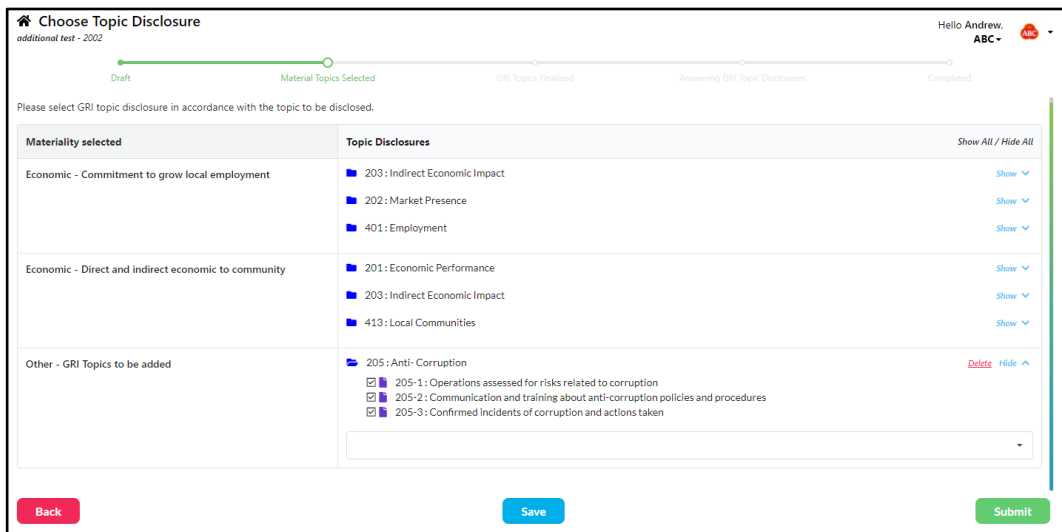 Choose Topic Disclosure
additional test - 2002
Hello Andrew,
ABC
ABC
Draft
Material Topics Selected
GRI Topics Finalized
Answering GRI Topic Disclosures
Completed
Please select GRI topic disclosure in accordance with the topic to be disclosed.
Materiality selected Topic Disclosures Show All / Hide All
Economic - Commitment to grow local employment 203 : Indirect Economic Impact Show
202 : Market Presence Show
401 : Employment Show
Economic - Direct and indirect economic to community 201 : Economic Performance Show
203 : Indirect Economic Impact Show
413 : Local Communities Show
Other - GRI Topics to be added 205 : Anti- Corruption Delete Hide
205-1 : Operations assessed for risks related to corruption
205-2 : Communication and training about anti-corruption policies and procedures
205-3 : Confirmed incidents of corruption and actions taken
Back Save Submit